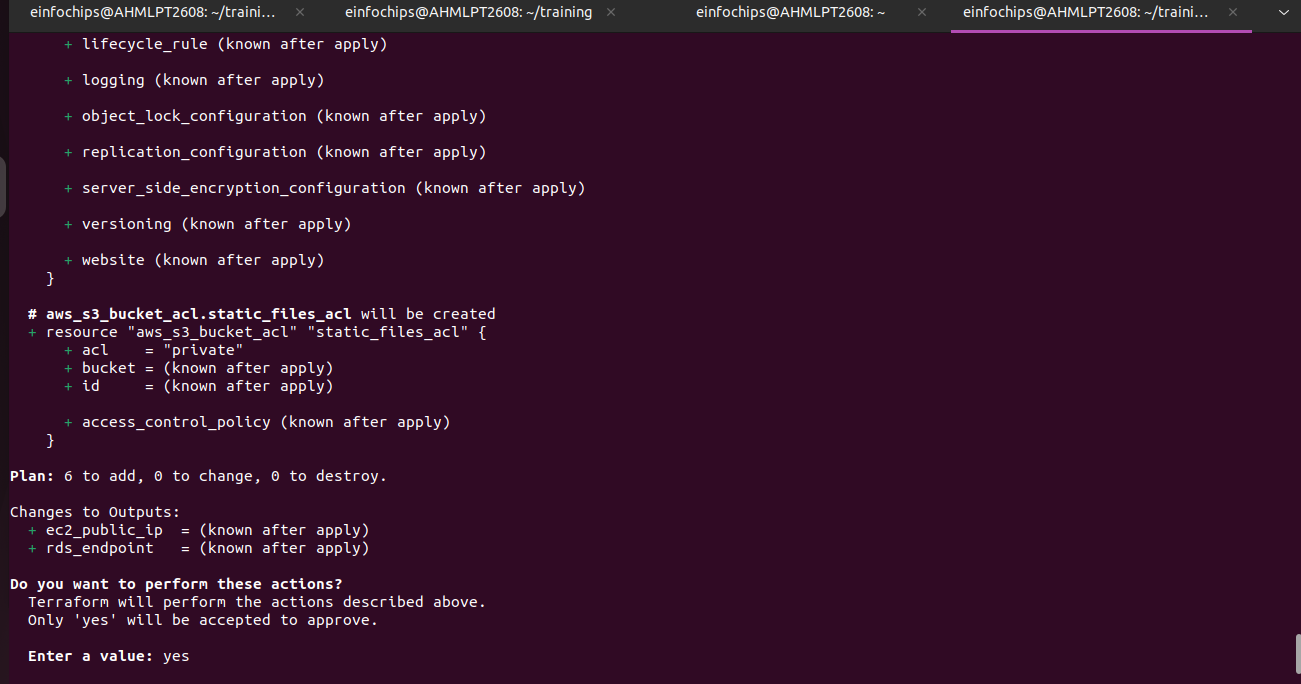 einfochips@AHMLPT2608: ~/traini... × einfochips@AHMLPT2608: ~/training × einfochips@AHMLPT2608: ~ × einfochips@AHMLPT2608: ~/traini... ×
+ lifecycle_rule (known after apply)
+ logging (known after apply)
+ object_lock_configuration (known after apply)
+ replication_configuration (known after apply)
+ server_side_encryption_configuration (known after apply)
+ versioning (known after apply)
+ website (known after apply)
}
# aws_s3_bucket_acl.static_files_acl will be created
+ resource "aws_s3_bucket_acl" "static_files_acl" {
+ acl    = "private"
+ bucket = (known after apply)
+ id     = (known after apply)
+ access_control_policy (known after apply)
}
Plan: 6 to add, 0 to change, 0 to destroy.
Changes to Outputs:
+ ec2_public_ip  = (known after apply)
+ rds_endpoint   = (known after apply)
Do you want to perform these actions?
Terraform will perform the actions described above.
Only 'yes' will be accepted to approve.
Enter a value: yes